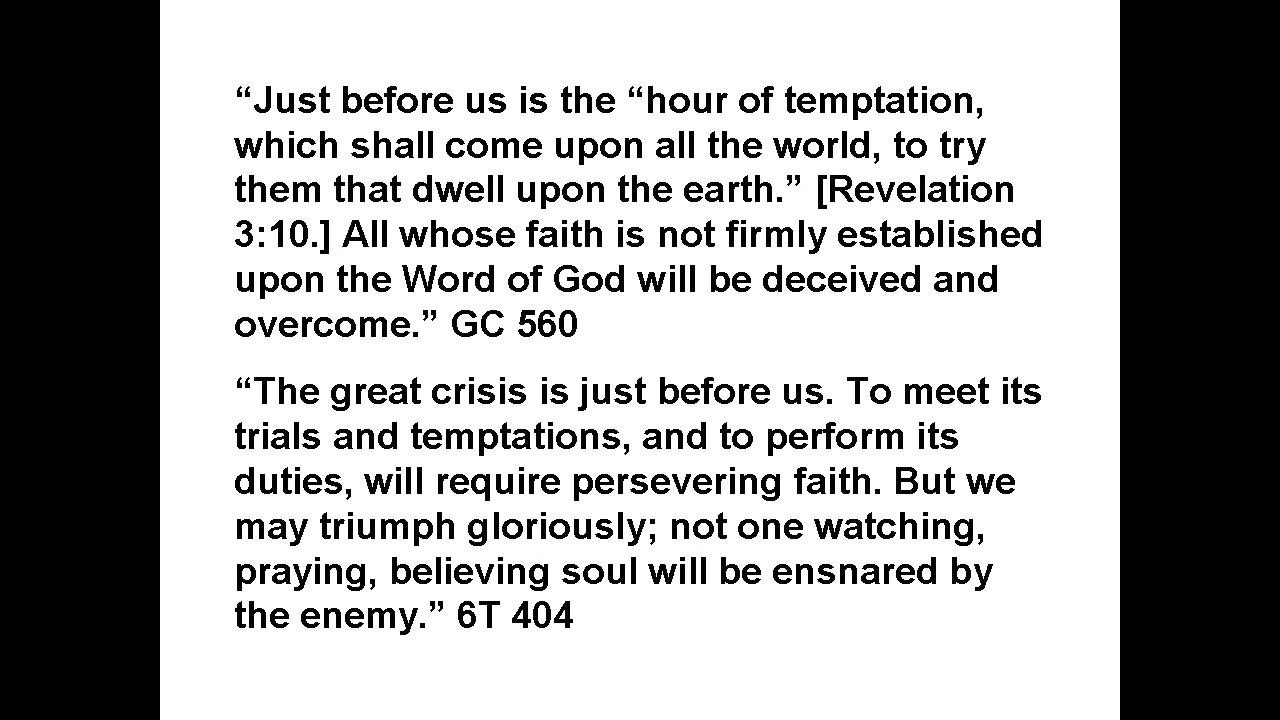 “Just before us is the “hour of temptation,
which shall come upon all the world, to try
them that dwell upon the earth.” [Revelation
3:10.] All whose faith is not firmly established
upon the Word of God will be deceived and
overcome.” GC 560
“The great crisis is just before us. To meet its
trials and temptations, and to perform its
duties, will require persevering faith. But we
may triumph gloriously; not one watching,
praying, believing soul will be ensnared by
the enemy.” 6T 404